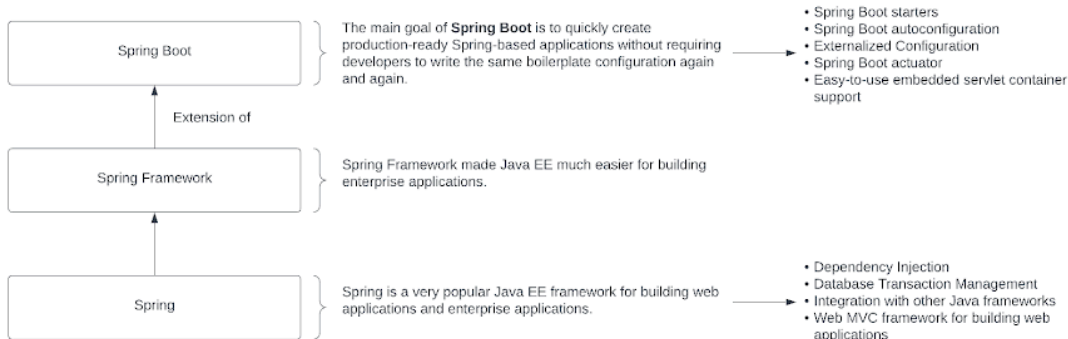 Spring Boot
The main goal of Spring Boot is to quickly create
production-ready Spring-based applications without requiring
developers to write the same boilerplate configuration again
and again.
• Spring Boot starters
• Spring Boot autoconfiguration
• Externalized Configuration
• Spring Boot actuator
• Easy-to-use embedded servlet container
support
Extension of
Spring Framework
Spring Framework made Java EE much easier for building
enterprise applications.
Spring
Spring is a very popular Java EE framework for building web
applications and enterprise applications.
• Dependency Injection
• Database Transaction Management
• Integration with other Java frameworks
• Web MVC framework for building web
applications